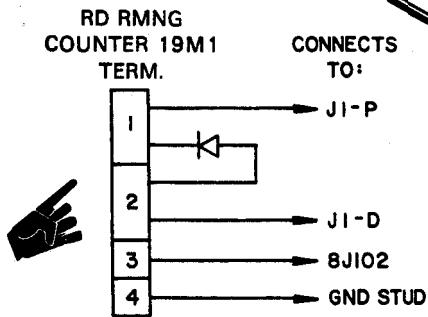 RD RMNG
COUNTER 19M1
TERM.
CONNECTS
TO:
1
J1-P
2
J1-D
3
8J102
4
GND STUD